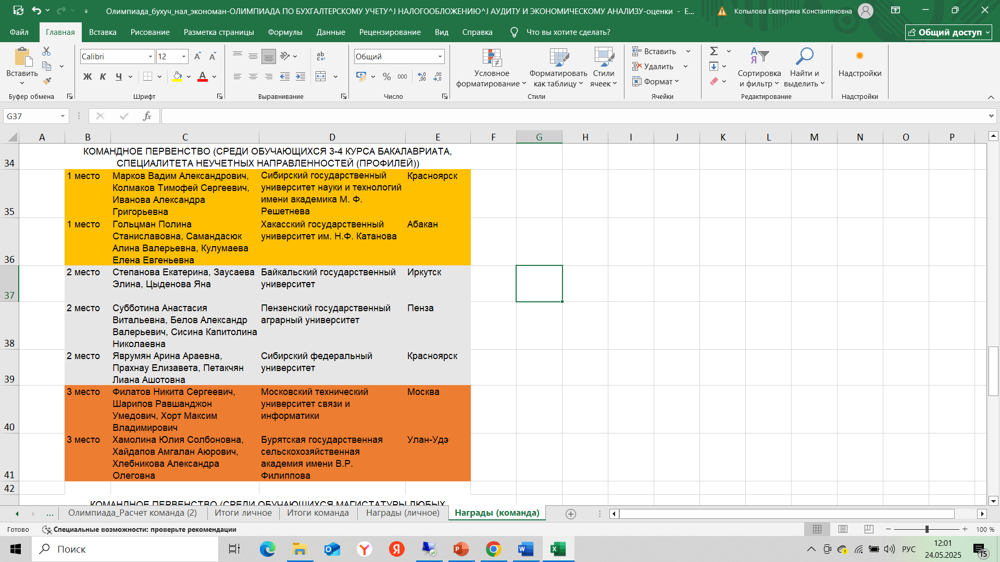 Олимпиада_бухуч_нал_экономан-ОЛИМПИАДА ПО БУХГАЛТЕРСКОМУ УЧЕТУ^J НАЛОГООБЛОЖЕНИЮ^J АУДИТУ И ЭКОНОМИЧЕСКОМУ АНАЛИЗУ-оценки - E...
Копылова Екатерина Константиновна
Файл Главная Вставка Рисование Разметка страницы Формулы Данные Рецензирование Вид Справка Что вы хотите сделать? Общий доступ
Вставить
Буфер обмена
Calibri 12
Ж К Ч
Шрифт
ab
Выравнивание
Общий
% 000
Число
Условное форматирование
Форматировать как таблицу
Стили ячеек
Стили
Вставить
Удалить
Формат
Ячейки
Сортировка и фильтр
Найти и выделить
Редактирование
Надстройки
Надстройки
G37 fx
A B C D E F G H I J K L M N O P
34
КОМАНДНОЕ ПЕРВЕНСТВО (СРЕДИ ОБУЧАЮЩИХСЯ 3-4 КУРСА БАКАЛАВРИАТА,
СПЕЦИАЛИТЕТА НЕУЧЕТНЫХ НАПРАВЛЕННОСТЕЙ (ПРОФИЛЕЙ))
35
1 место Марков Вадим Александрович, Сибирский государственный Красноярск
Колмаков Тимофей Сергеевич, университет науки и технологий
Иванова Александра имени академика М. Ф.
Григорьевна Решетнева
36
1 место Гольцман Полина Хакасский государственный Абакан
Станиславовна, Самандасюк университет им. Н.Ф. Катанова
Алина Валерьевна, Кулумаева
Елена Евгеньевна
37
2 место Степанова Екатерина, Заусаева Байкальский государственный Иркутск
Элина, Цыденова Яна университет
38
2 место Субботина Анастасия Пензенский государственный Пенза
Витальевна, Белов Александр аграрный университет
Валерьевич, Сисина Капитолина
Николаевна
39
2 место Яврумян Арина Араевна, Сибирский федеральный Красноярск
Прахнау Елизавета, Петакчян университет
Лиана Ашотовна
40
3 место Филатов Никита Сергеевич, Московский технический Москва
Шарипов Равшанджон университет связи и
Умедович, Хорт Максим информатики
Владимирович
41
3 место Хамолина Юлия Солбоновна, Бурятская государственная Улан-Удэ
Хайдапов Амгалан Аюрович, сельскохозяйственная
Хлебникова Александра академия имени В.Р.
Олеговна Филиппова
42
КОМАНДНОЕ ПЕРВЕНСТВО (СРЕДИ ОБУЧАЮЩИХСЯ МАГИСТАТУРЫ ЛЮБЫХ
... Олимпиада_Расчет команда (2) Итоги личное Итоги команда Награды (личное) Награды (команда)
Готово Специальные возможности: проверьте рекомендации 100 %
Поиск
РУС
12:01
24.05.2025
15